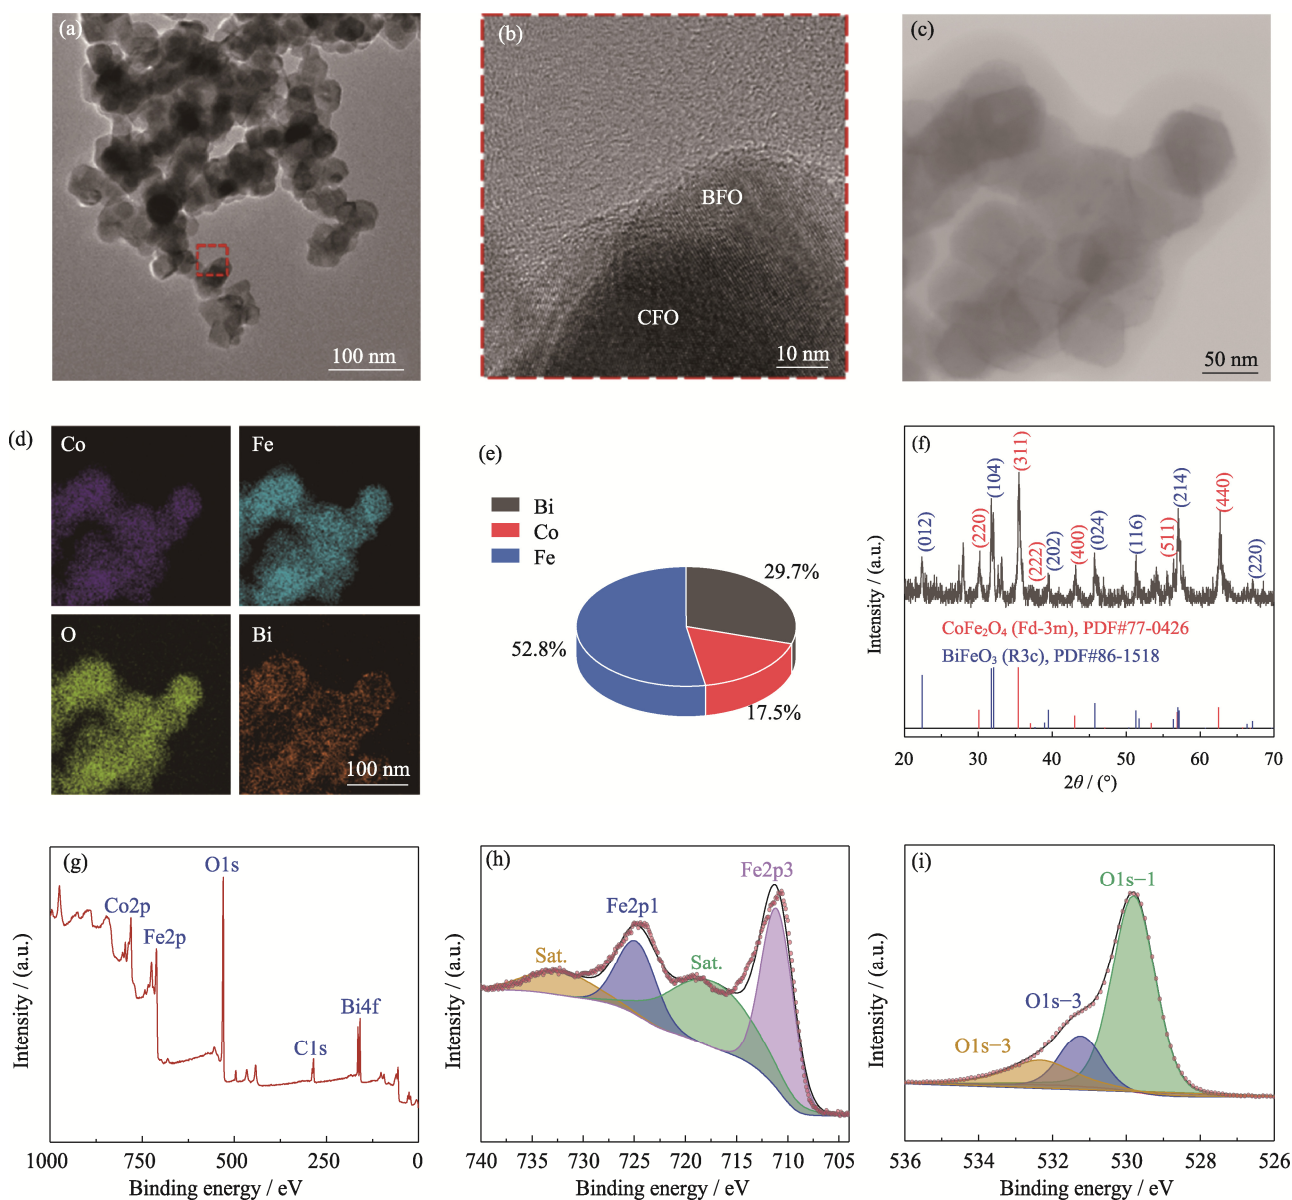 (a)
100 nm
(b)
BFO
CFO
10 nm
(c)
50 nm
(d)
Co
Fe
O
Bi
100 nm
(e)
Bi
Co
Fe
29.7%
52.8%
17.5%
(f)
Intensity / (a.u.)
(012)
(220)
(104)
(311)
(222)
(202)
(400)
(024)
(116)
(511)
(214)
(440)
(220)
CoFe₂O₄ (Fd-3m), PDF#77-0426
BiFeO₃ (R3c), PDF#86-1518
20 30 40 50 60 70
2θ / (°)
(g)
Intensity / (a.u.)
Co2p
Fe2p
O1s
C1s
Bi4f
1000 750 500 250 0
Binding energy / eV
(h)
Intensity / (a.u.)
Sat.
Fe2p1
Sat.
Fe2p3
740 735 730 725 720 715 710 705
Binding energy / eV
(i)
Intensity / (a.u.)
O1s−1
O1s−3
O1s−3
536 534 532 530 528 526
Binding energy / eV